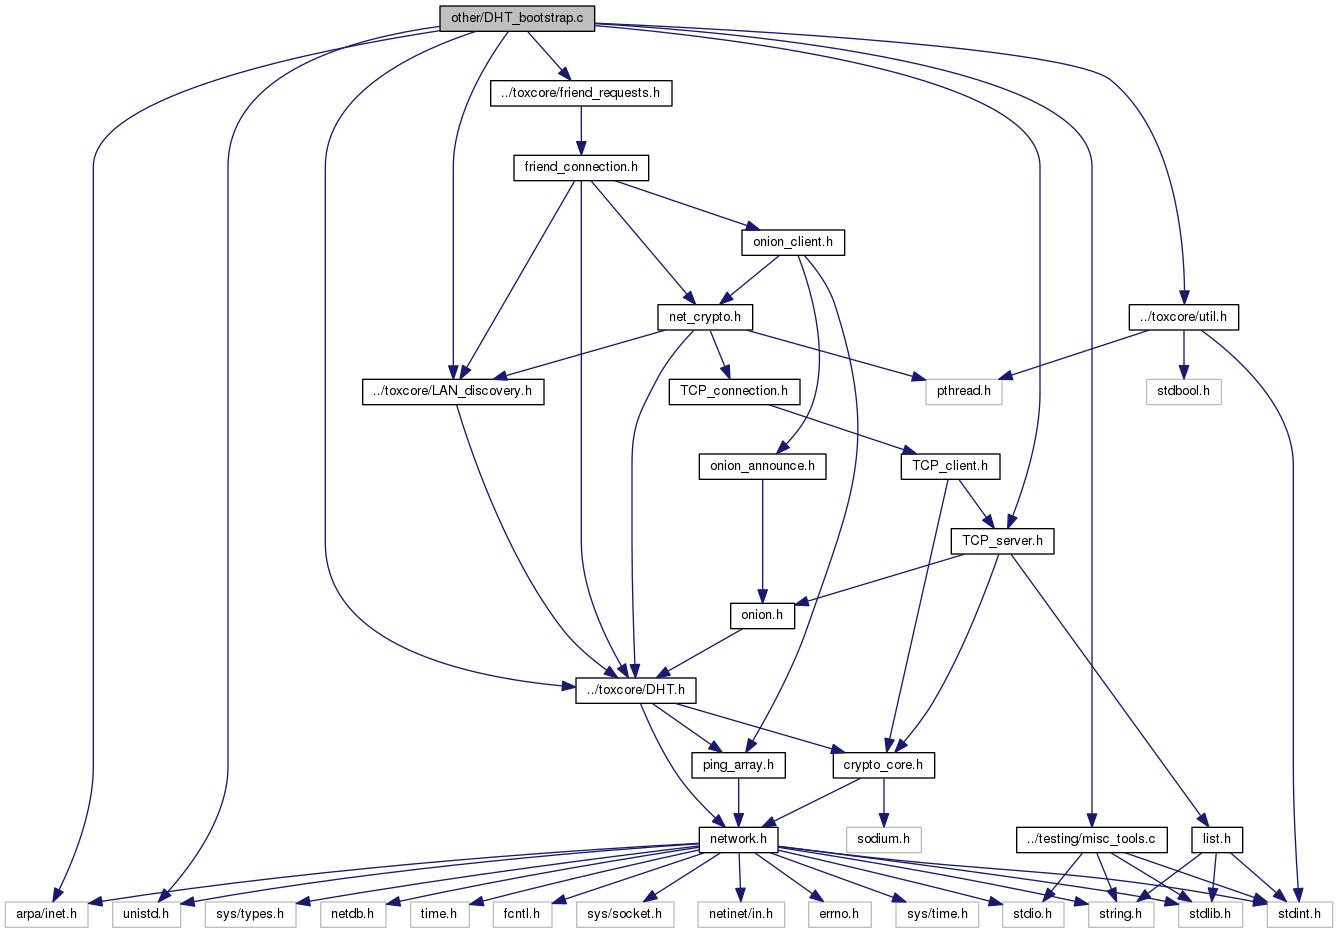 other/DHT_bootstrap.c
../toxcore/friend_requests.h
friend_connection.h
onion_client.h
net_crypto.h
../toxcore/util.h
../toxcore/LAN_discovery.h
TCP_connection.h
pthread.h
stdbool.h
onion_announce.h
TCP_client.h
TCP_server.h
onion.h
../toxcore/DHT.h
ping_array.h
crypto_core.h
network.h
sodium.h
../testing/misc_tools.c
list.h
arpa/inet.h
unistd.h
sys/types.h
netdb.h
time.h
fcntl.h
sys/socket.h
netinet/in.h
errno.h
sys/time.h
stdio.h
string.h
stdlib.h
stdint.h